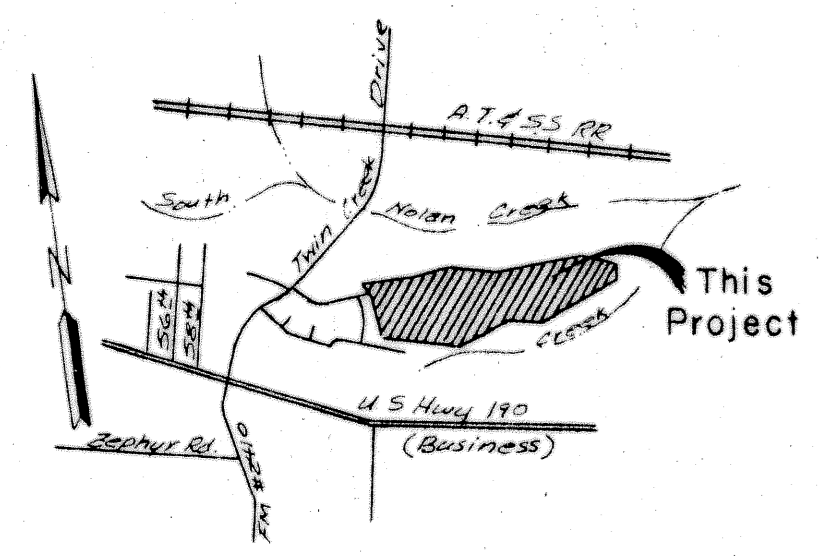 Drive
A.T.& S.S RR
South
Nolan Creek
Twin Creek
N
This
Project
56th
58th
Creek
U S Hwy 190
(Business)
Zephyr Rd.
FM #2410